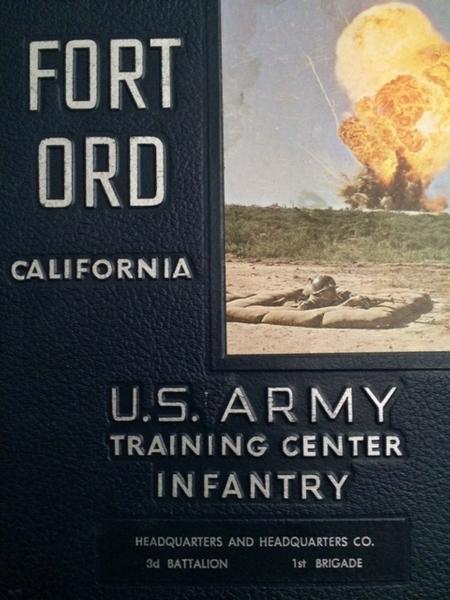 FORT
ORD
CALIFORNIA
U.S. ARMY
TRAINING CENTER
INFANTRY
HEADQUARTERS AND HEADQUARTERS CO.
3d BATTALION 1st BRIGADE